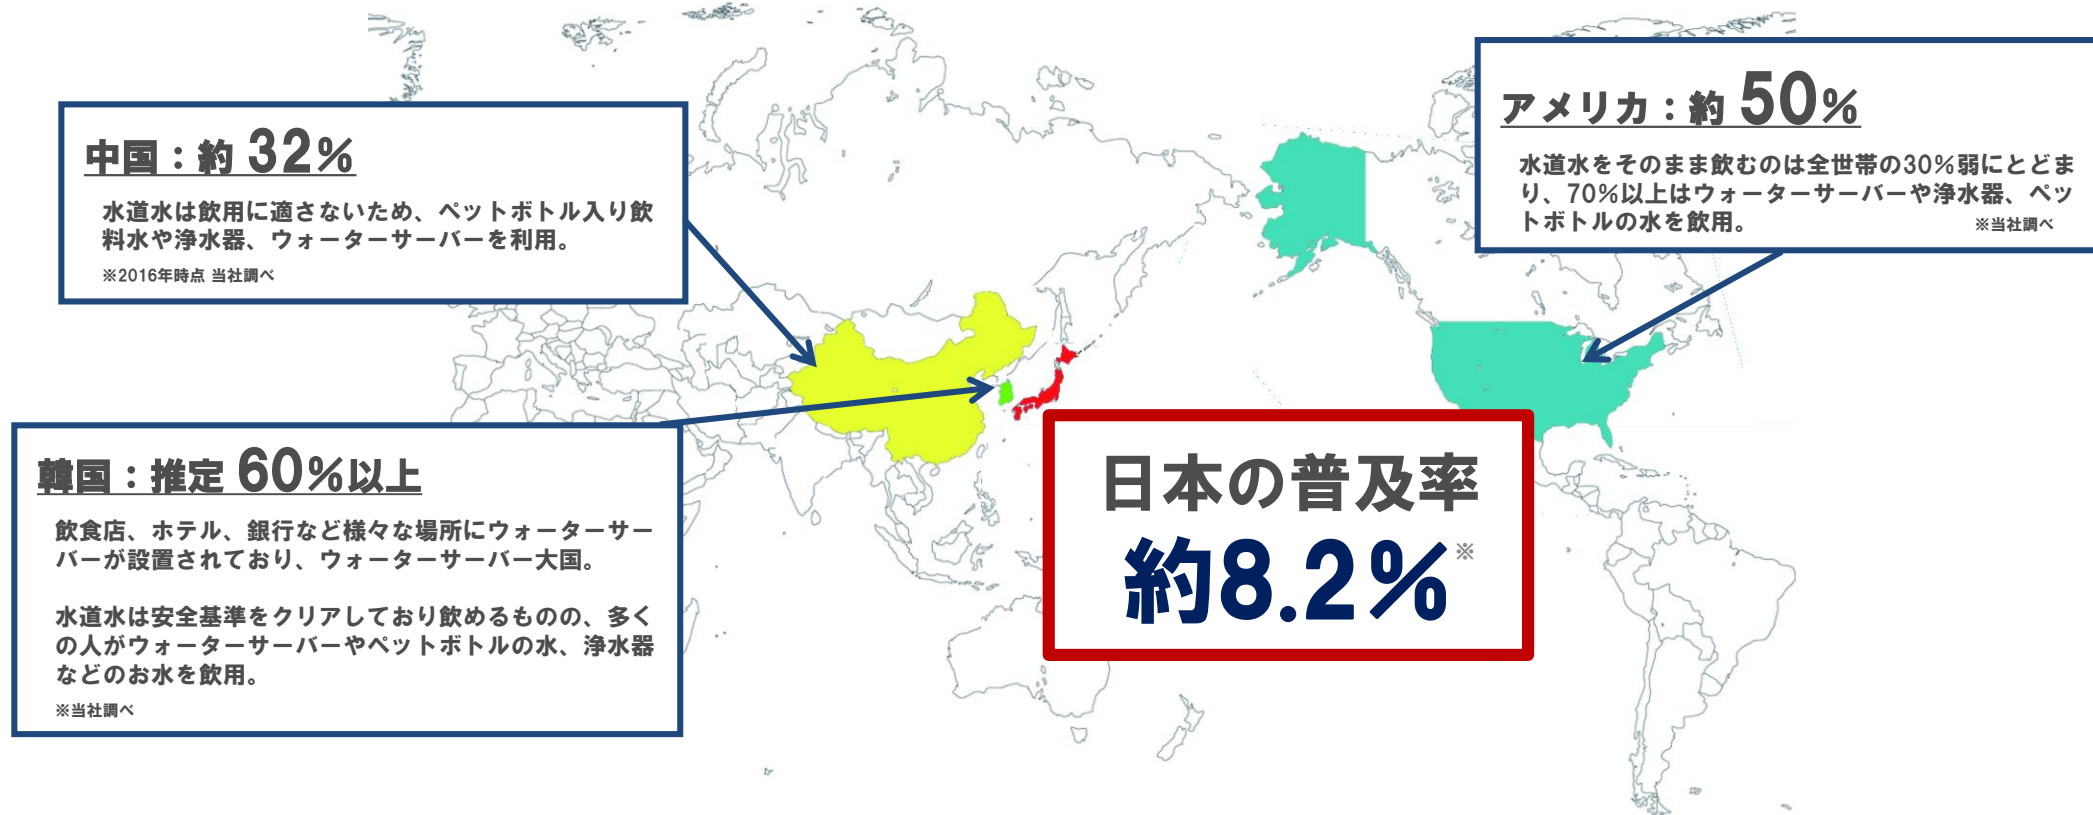 中国：約 32%
水道水は飲用に適さないため、ペットボトル入り飲
料水や浄水器、ウォーターサーバーを利用。
※2016年時点 当社調べ
アメリカ：約 50%
水道水をそのまま飲むのは全世帯の30%弱にとどま
り、70%以上はウォーターサーバーや浄水器、ペッ
トボトルの水を飲用。 ※当社調べ
韓国：推定 60%以上
飲食店、ホテル、銀行など様々な場所にウォーターサー
バーが設置されており、ウォーターサーバー大国。
水道水は安全基準をクリアしており飲めるものの、多く
の人がウォーターサーバーやペットボトルの水、浄水器
などのお水を飲用。
※当社調べ
日本の普及率
約8.2%※